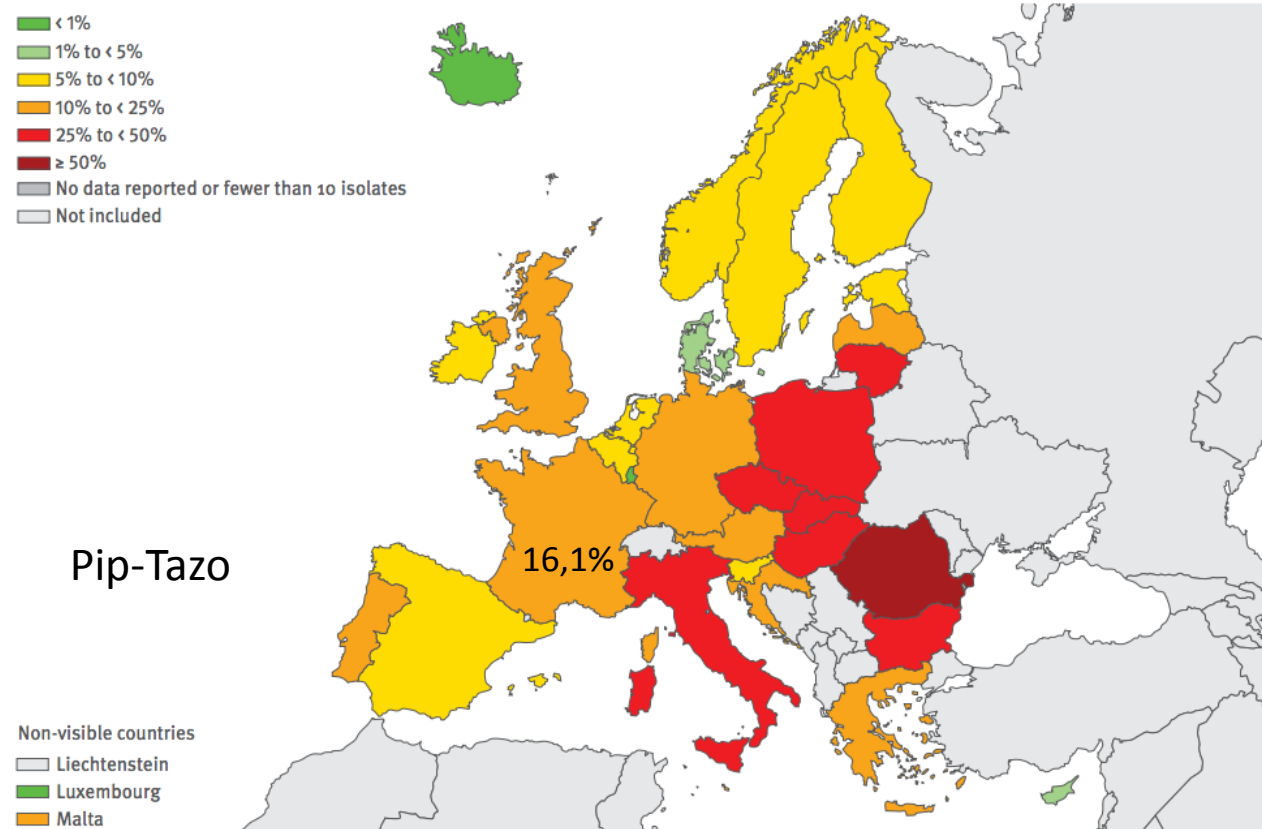 < 1%
1% to < 5%
5% to < 10%
10% to < 25%
25% to < 50%
≥ 50%
No data reported or fewer than 10 isolates
Not included
Pip-Tazo
16,1%
Non-visible countries
Liechtenstein
Luxembourg
Malta